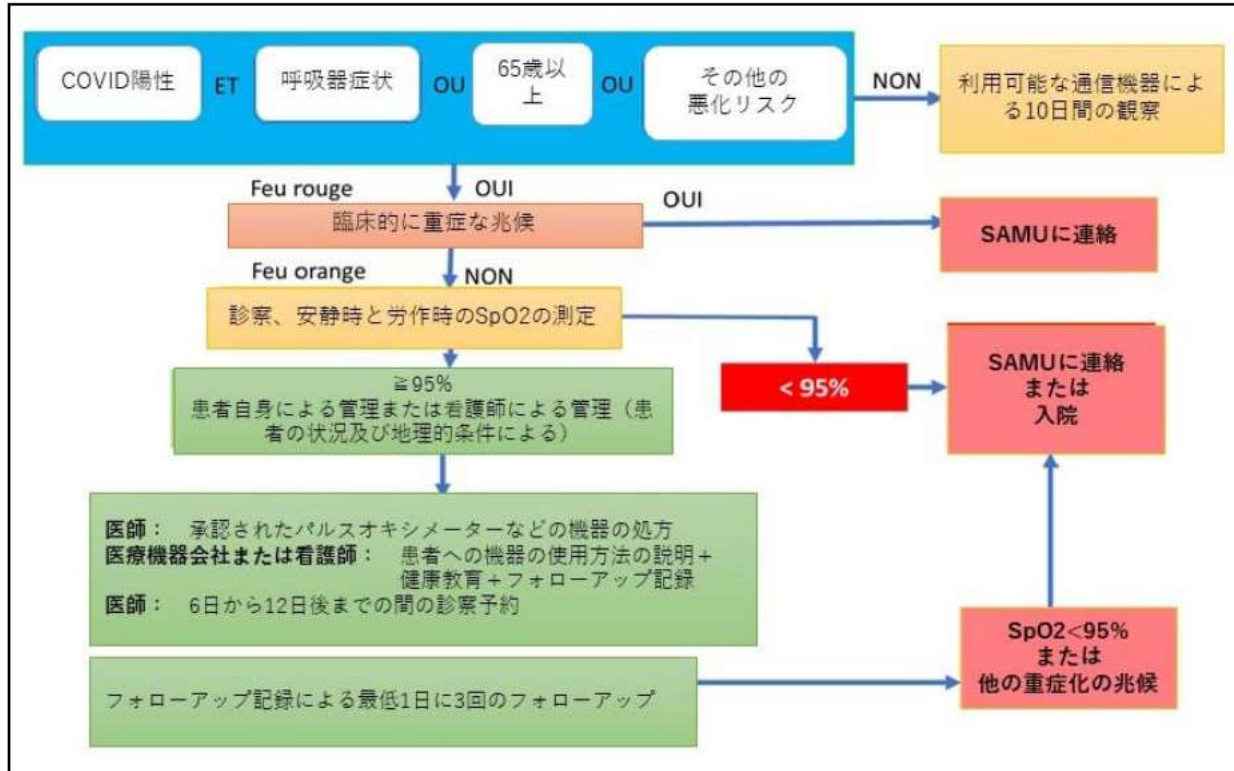 COVID陽性
ET
呼吸器症状
OU
65歳以
上
OU
その他の
悪化リスク
NON
利用可能な通信機器によ
る10日間の観察
Feu rouge
OUI
臨床的に重症な兆候
OUI
SAMUに連絡
Feu orange
NON
診察、安静時と労作時のSpO2の測定
< 95%
SAMUに連絡
または
入院
≧95%
患者自身による管理または看護師による管理（患
者の状況及び地理的条件による）
医師： 承認されたパルスオキシメーターなどの機器の処方
医療機器会社または看護師： 患者への機器の使用方法の説明＋
健康教育＋フォローアップ記録
医師： 6日から12日後までの間の診察予約
フォローアップ記録による最低1日に3回のフォローアップ
SpO2<95%
または
他の重症化の兆候